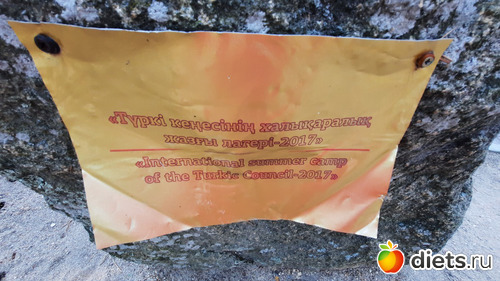 «Түркі кеңесінің халықаралық
жазғы лагері-2017»
«International summer camp
of the Turkic Council-2017»
diets.ru